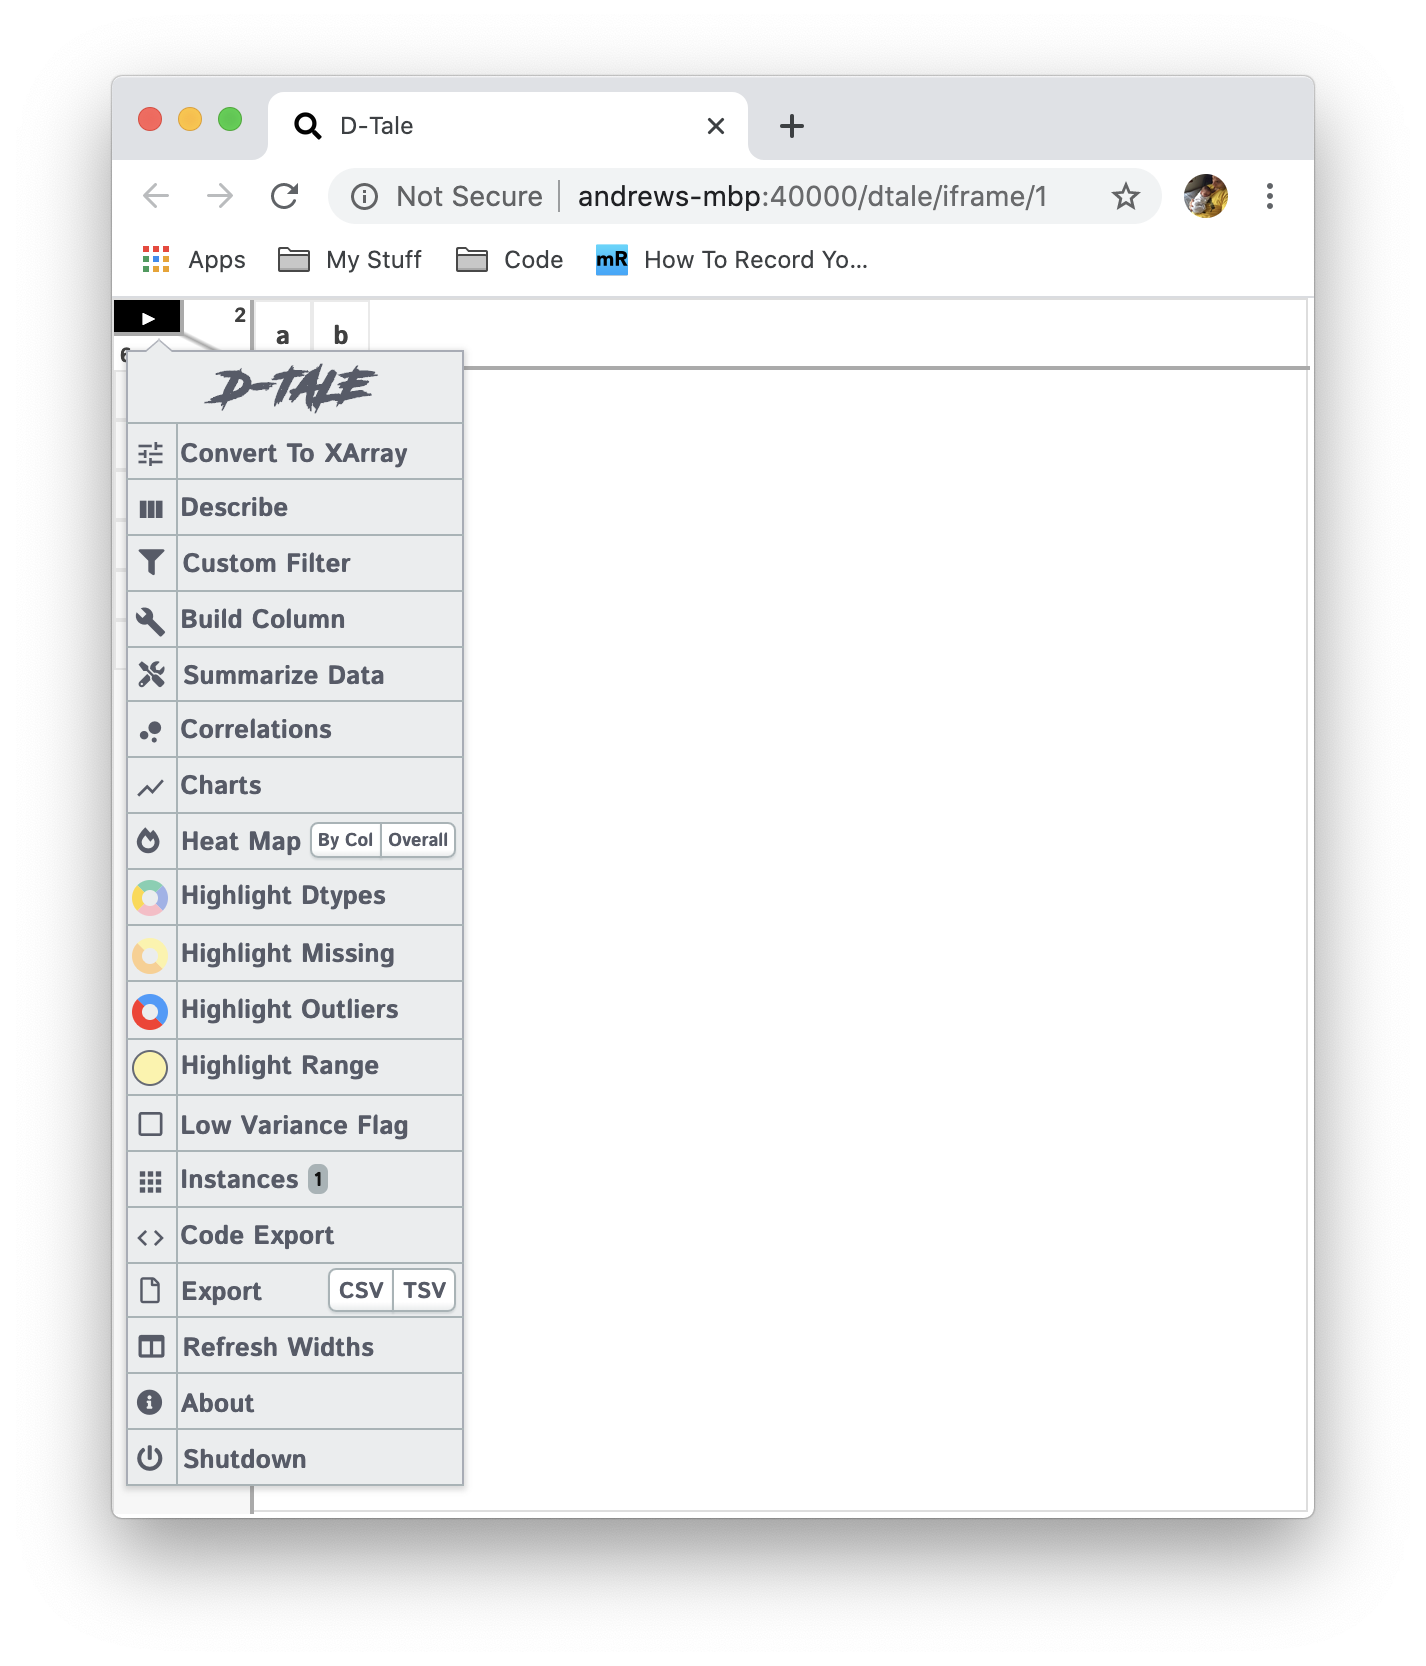 D-Tale
Not Secure
andrews-mbp:40000/dtale/iframe/1
Apps
My Stuff
Code
mR
How To Record Yo...
2
a
b
6
D-TALE
Convert To XArray
Describe
Custom Filter
Build Column
Summarize Data
Correlations
Charts
Heat Map By Col Overall
Highlight Dtypes
Highlight Missing
Highlight Outliers
Highlight Range
Low Variance Flag
Instances 1
Code Export
Export CSV TSV
Refresh Widths
About
Shutdown